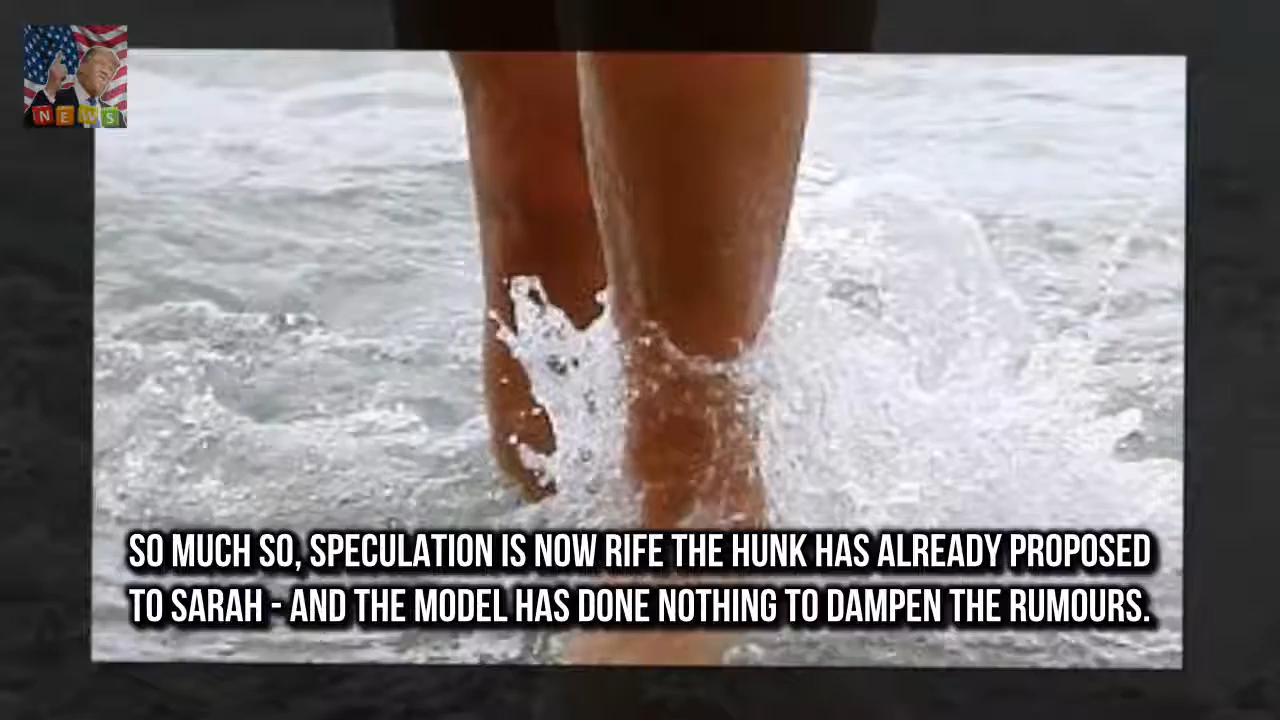 NEWS
SO MUCH SO, SPECULATION IS NOW RIFE THE HUNK HAS ALREADY PROPOSED
TO SARAH - AND THE MODEL HAS DONE NOTHING TO DAMPEN THE RUMOURS.